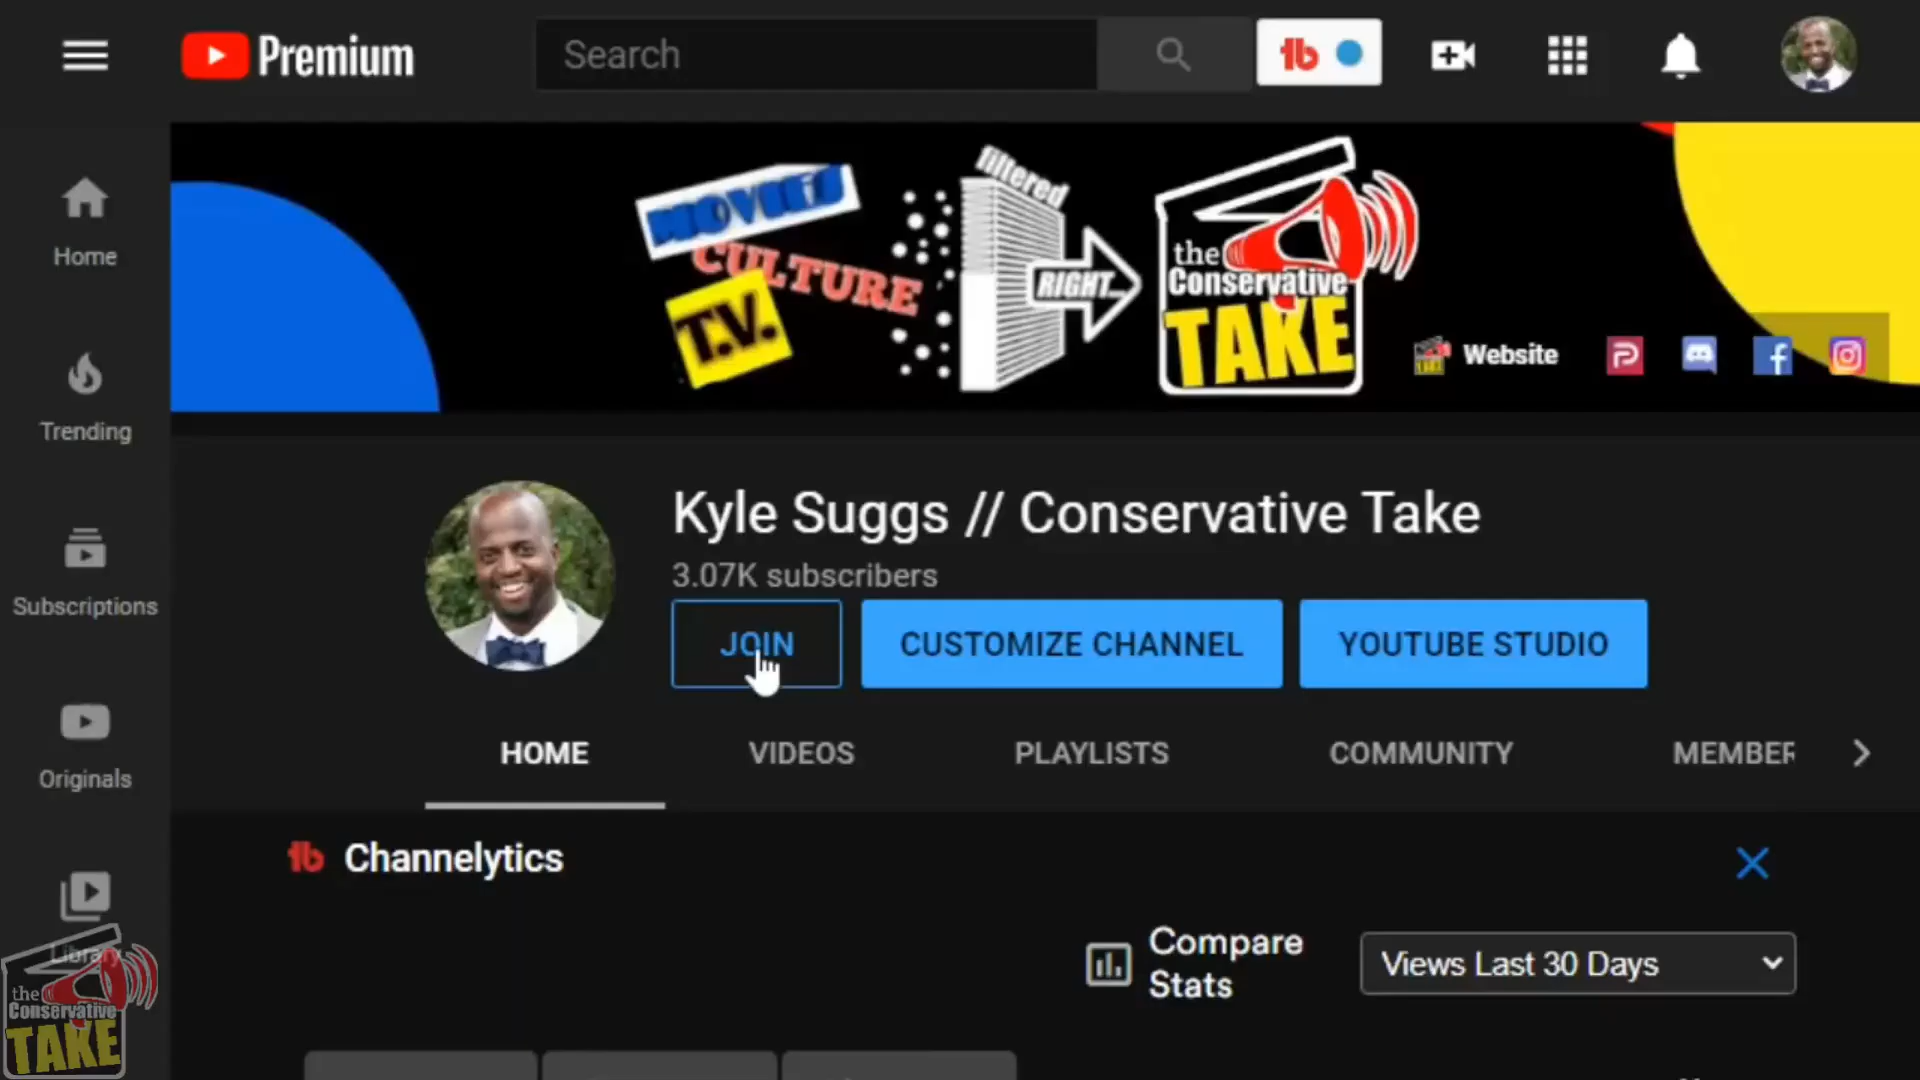 Premium
Search
Home
Trending
Subscriptions
Originals
Library
MOVIES
CULTURE
T.V.
filtered
RIGHT...
the
Conservative
TAKE
Website
Kyle Suggs // Conservative Take
3.07K subscribers
JOIN
CUSTOMIZE CHANNEL
YOUTUBE STUDIO
HOME
VIDEOS
PLAYLISTS
COMMUNITY
MEMBER
Channelytics
Compare
Stats
Views Last 30 Days
the
Conservative
TAKE